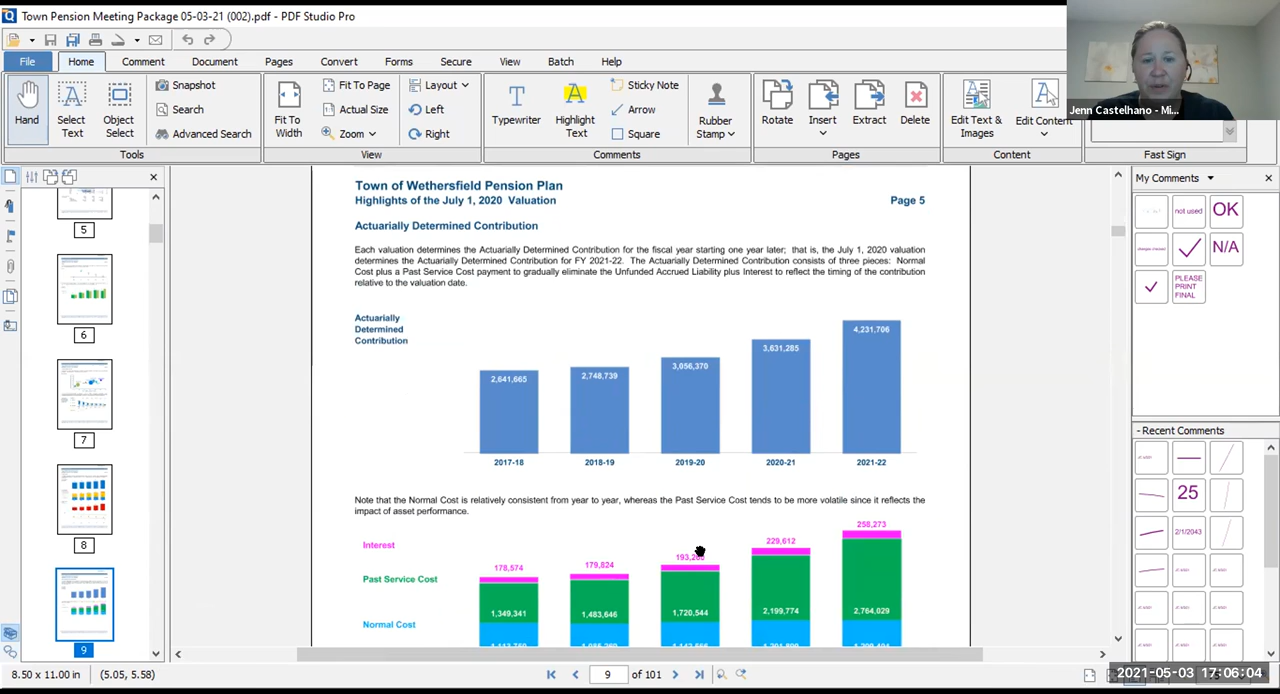 Town Pension Meeting Package 05-03-21 (002).pdf - PDF Studio Pro
File Home Comment Document Pages Convert Forms Secure View Batch Help
Hand
Select Text
Object Select
Snapshot
Search
Advanced Search
Tools
Fit To Width
Fit To Page
Actual Size
Zoom
Layout
Left
Right
View
Typewriter
Highlight Text
Sticky Note
Arrow
Square
Rubber Stamp
Comments
Rotate
Insert
Extract
Delete
Pages
Edit Text & Images
Edit Content
Content
Fast Sign
Jenn Castelhano - Mi...
5
6
7
8
9
Town of Wethersfield Pension Plan
Highlights of the July 1, 2020 Valuation Page 5
Actuarially Determined Contribution
Each valuation determines the Actuarially Determined Contribution for the fiscal year starting one year later; that is, the July 1, 2020 valuation
determines the Actuarially Determined Contribution for FY 2021-22. The Actuarially Determined Contribution consists of three pieces: Normal
Cost plus a Past Service Cost payment to gradually eliminate the Unfunded Accrued Liability plus Interest to reflect the timing of the contribution
relative to the valuation date.
Actuarially
Determined
Contribution
2,641,665 2,748,739 3,056,370 3,631,285 4,231,706
2017-18 2018-19 2019-20 2020-21 2021-22
Note that the Normal Cost is relatively consistent from year to year, whereas the Past Service Cost tends to be more volatile since it reflects the
impact of asset performance.
Interest
178,574 179,824 229,612 258,273
Past Service Cost
1,349,341 1,483,646 1,720,544 2,199,774 2,764,029
Normal Cost
My Comments
not used
OK
N/A
PLEASE
PRINT
FINAL
Recent Comments
25
2/1/2043
8.50 x 11.00 in (5.05, 5.58)
9 of 101
2021-05-03 17:06:04